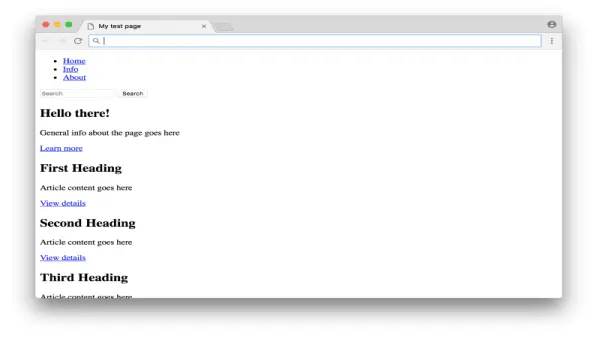 My test page
Home
Info
About
Search Search
Hello there!
General info about the page goes here
Learn more
First Heading
Article content goes here
View details
Second Heading
Article content goes here
View details
Third Heading
Article content goes here